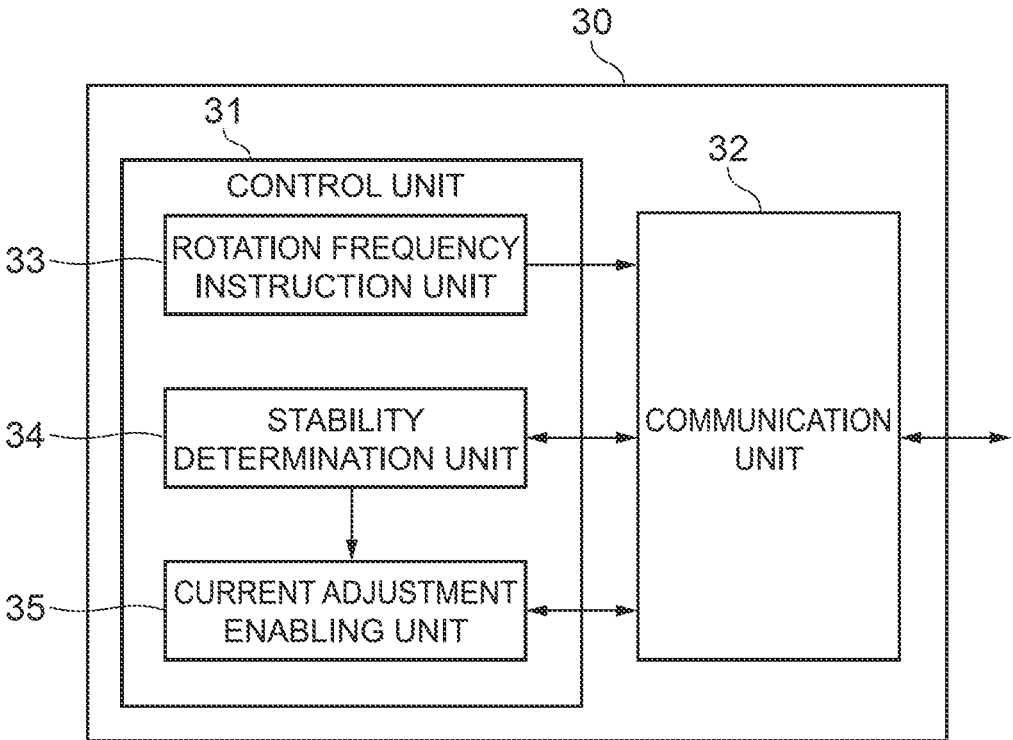 30
31
32
CONTROL UNIT
33
ROTATION FREQUENCY
INSTRUCTION UNIT
34
STABILITY
DETERMINATION UNIT
COMMUNICATION
UNIT
35
CURRENT ADJUSTMENT
ENABLING UNIT